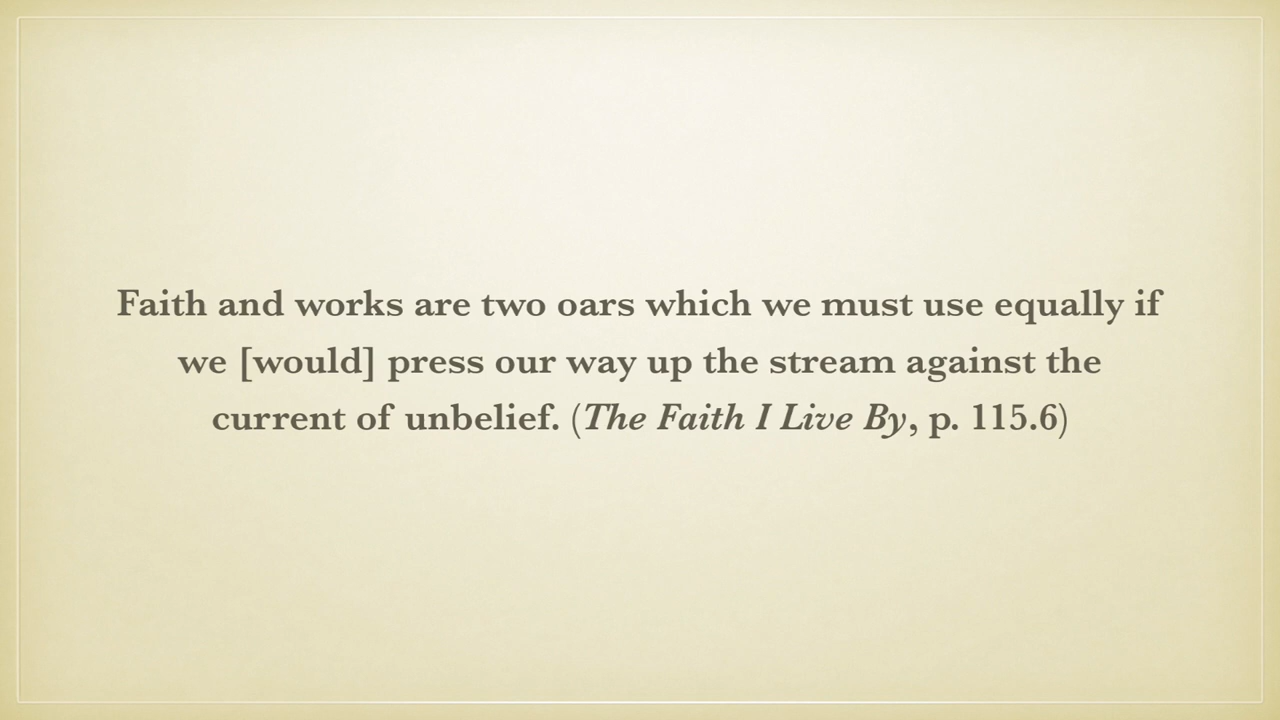 Faith and works are two oars which we must use equally if
we [would] press our way up the stream against the
current of unbelief. (The Faith I Live By, p. 115.6)